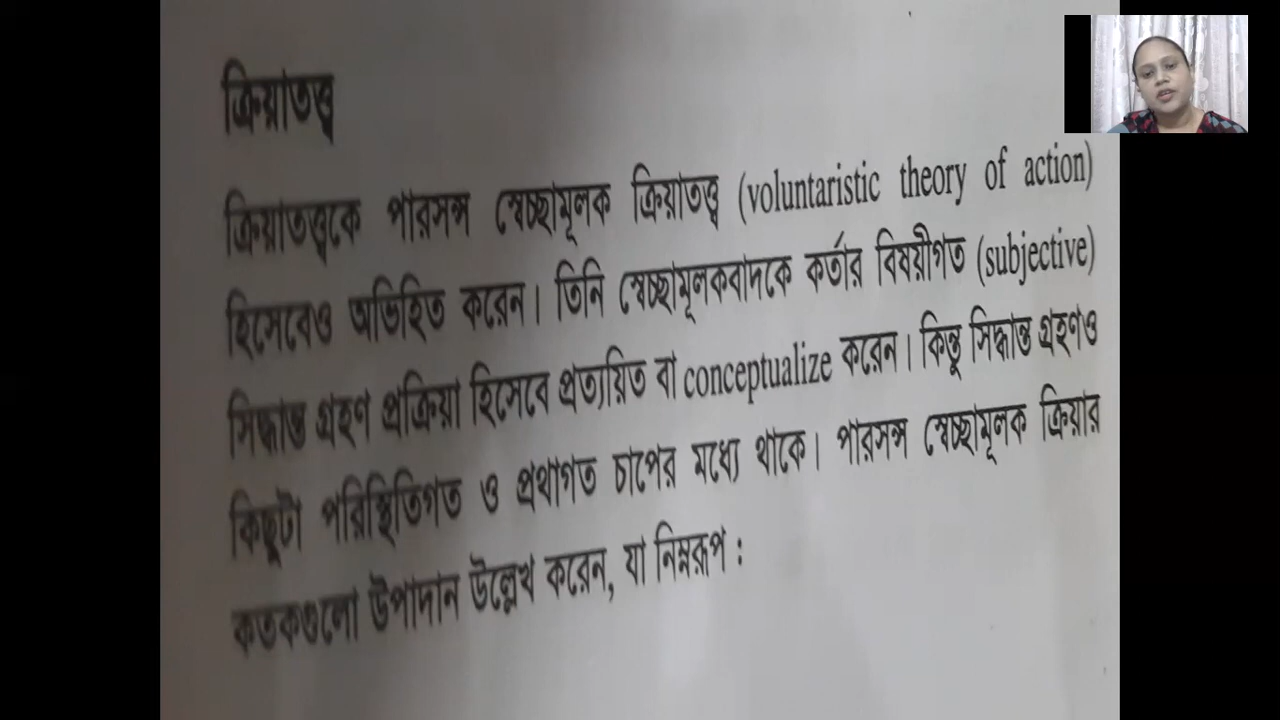 ক্রিয়াতত্ত্ব
ক্রিয়াতত্ত্বকে পারসন্স স্বেচ্ছামূলক ক্রিয়াতত্ত্ব (voluntaristic theory of action)
হিসেবেও অভিহিত করেন। তিনি স্বেচ্ছামূলকবাদকে কর্তার বিষয়ীগত (subjective)
সিদ্ধান্ত গ্রহণ প্রক্রিয়া হিসেবে প্রত্যয়িত বা conceptualize করেন। কিন্তু সিদ্ধান্ত গ্রহণও
কিছুটা পরিস্থিতিগত ও প্রথাগত চাপের মধ্যে থাকে। পারসন্স স্বেচ্ছামূলক ক্রিয়ার
কতকগুলো উপাদান উল্লেখ করেন, যা নিম্নরূপ :